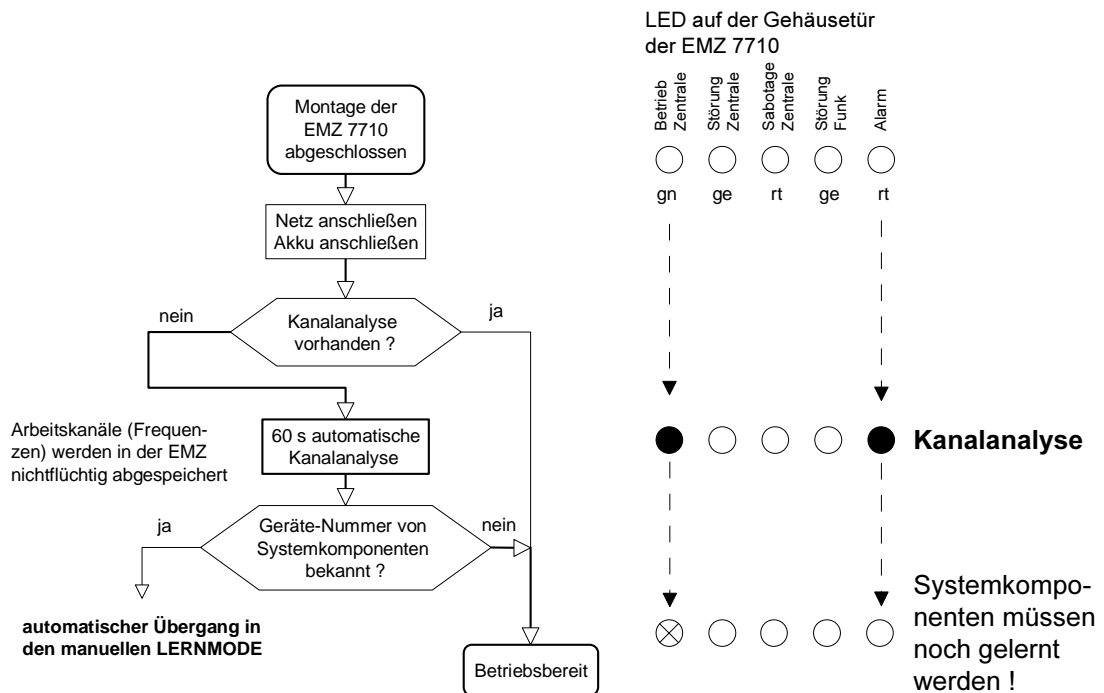 LED auf der Gehäusetür
der EMZ 7710
Betrieb
Zentrale
Störung
Zentrale
Sabotage
Zentrale
Störung
Funk
Alarm
gn
ge
rt
ge
rt
Montage der
EMZ 7710
abgeschlossen
Netz anschließen
Akku anschließen
nein
Kanalanalyse
vorhanden ?
ja
Arbeitskanäle (Frequen-
zen) werden in der EMZ
nichtflüchtig abgespeichert
60 s automatische
Kanalanalyse
Kanalanalyse
ja
Geräte-Nummer von
Systemkomponenten
bekannt ?
nein
automatischer Übergang in
den manuellen LERNMODE
Betriebsbereit
Systemkompo-
nenten müssen
noch gelernt
werden !